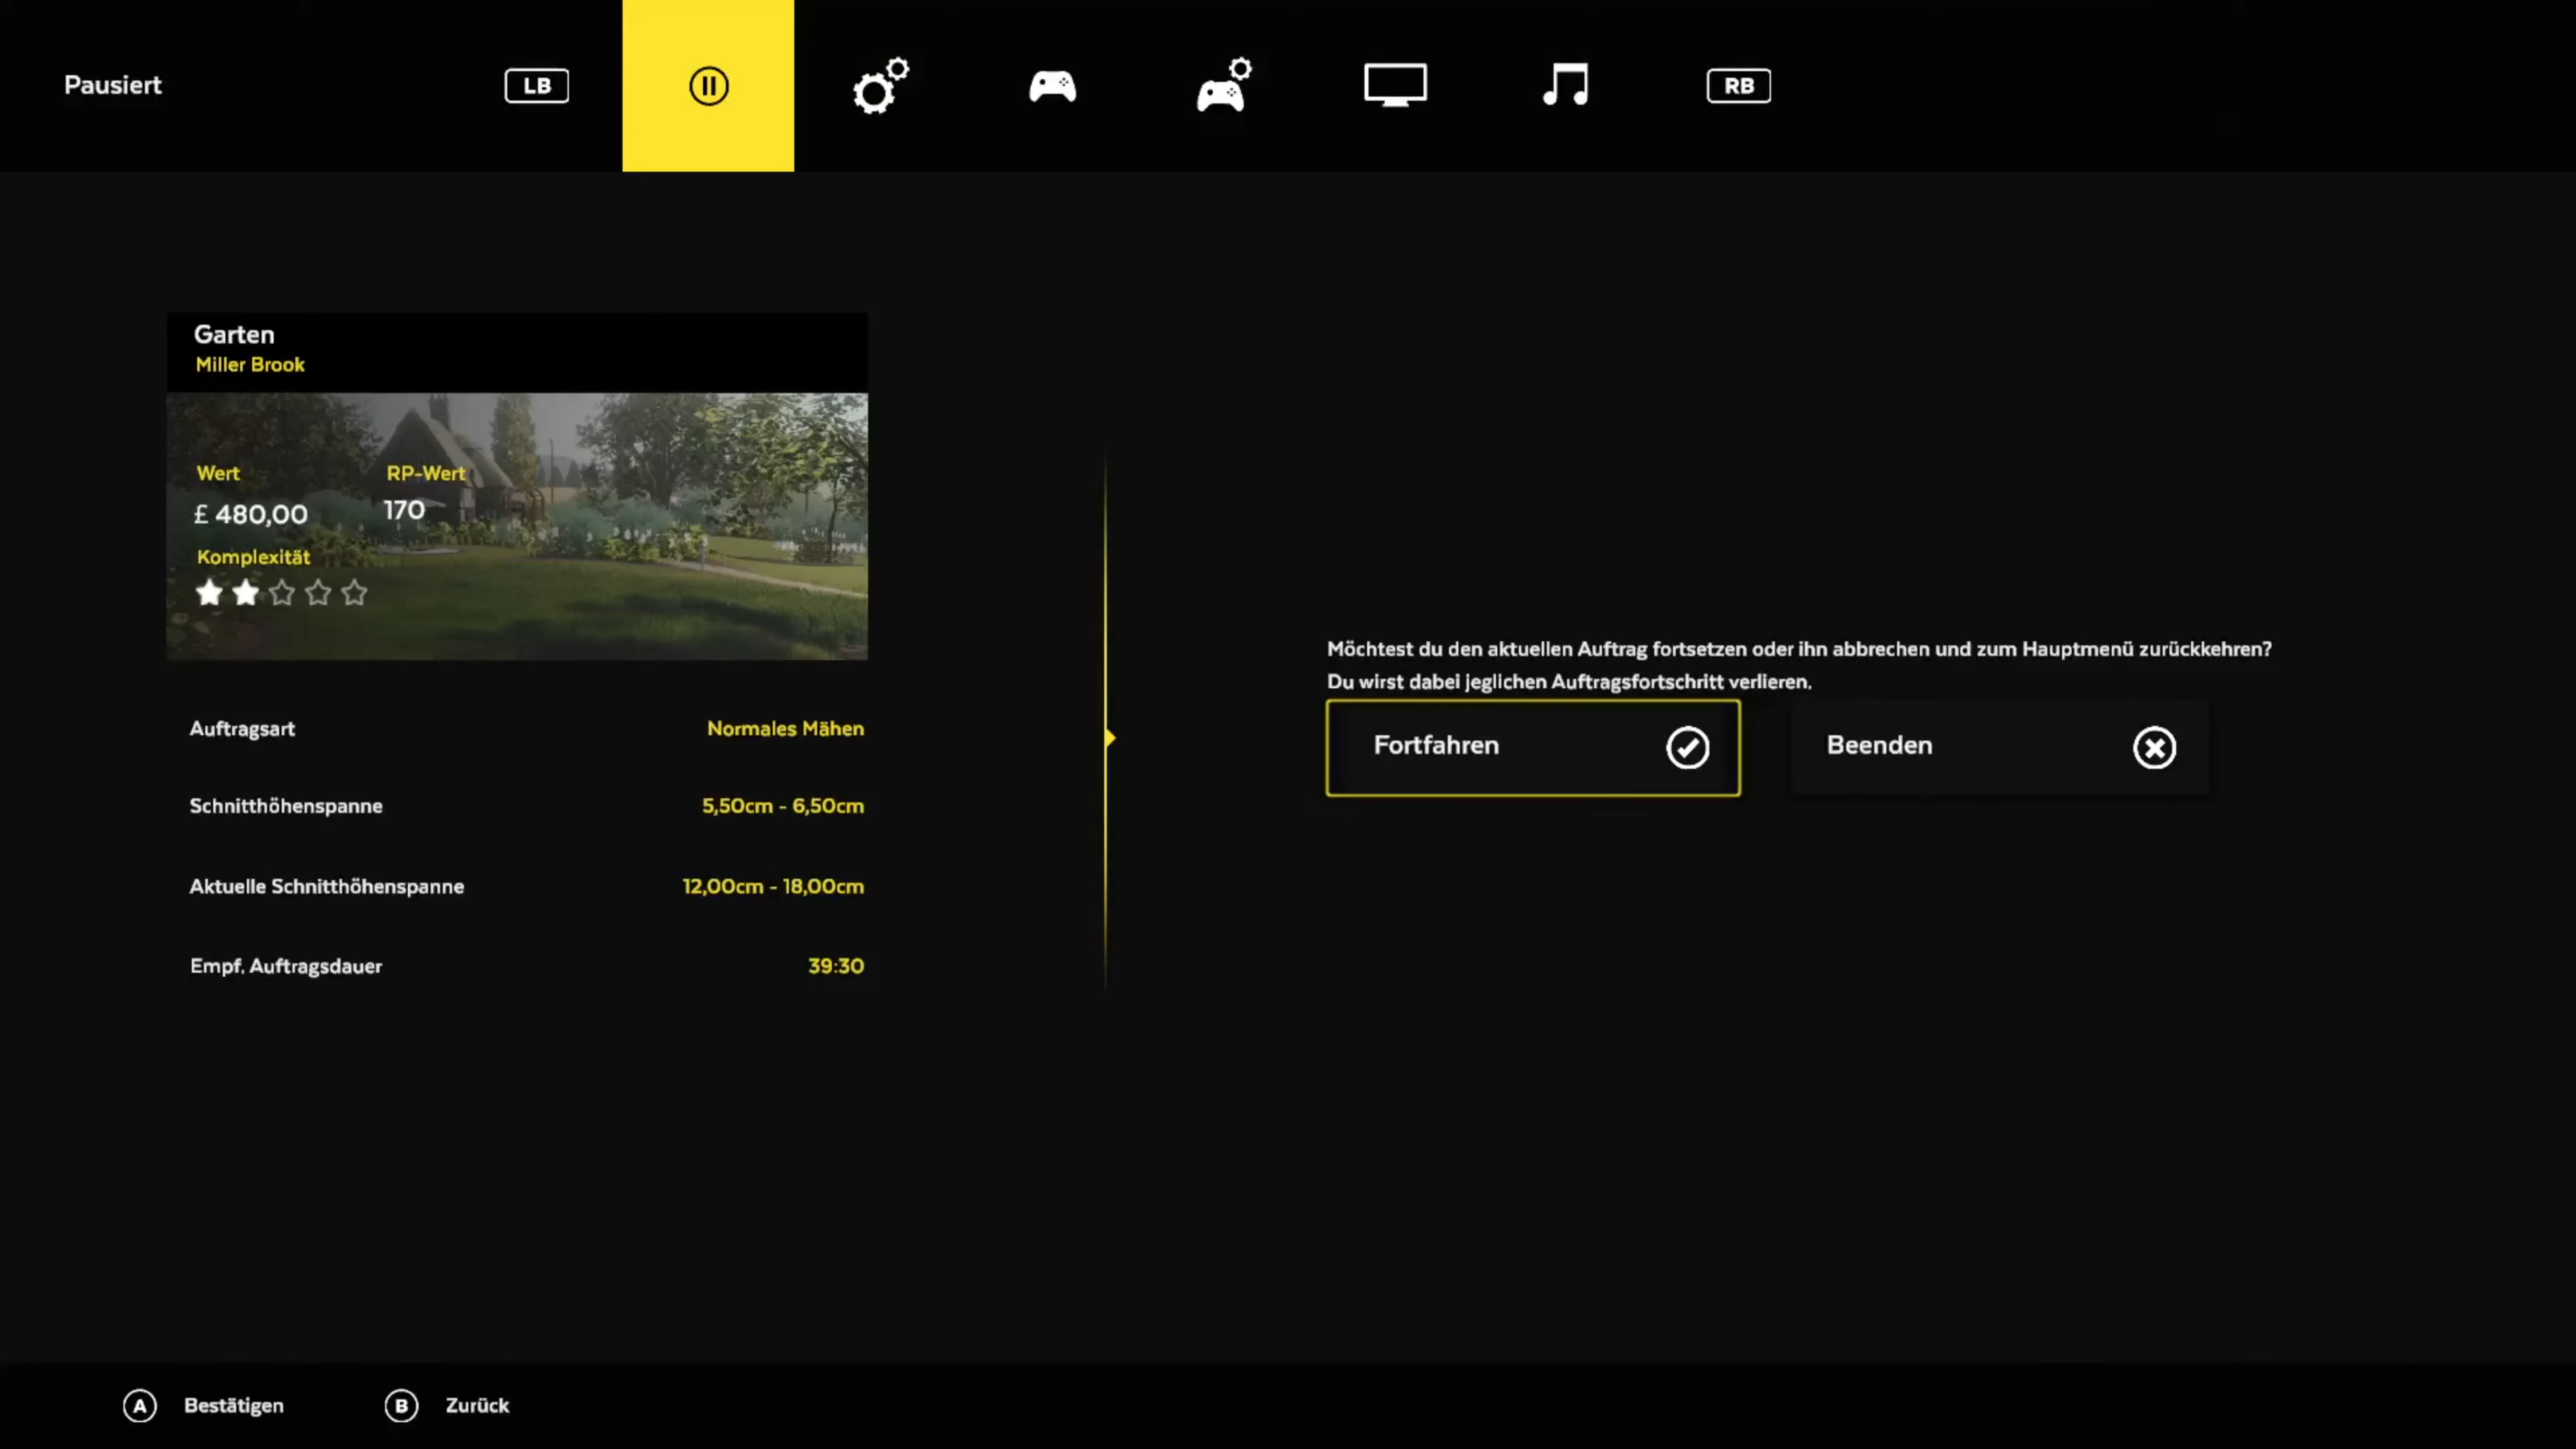 Pausiert
LB
RB
Garten
Miller Brook
Wert RP-Wert
£ 480,00 170
Komplexität
Auftragsart Normales Mähen
Schnitthöhenspanne 5,50cm - 6,50cm
Aktuelle Schnitthöhenspanne 12,00cm - 18,00cm
Empf. Auftragsdauer 39:30
Möchtest du den aktuellen Auftrag fortsetzen oder ihn abbrechen und zum Hauptmenü zurückkehren?
Du wirst dabei jeglichen Auftragsfortschritt verlieren.
Fortfahren
Beenden
A Bestätigen
B Zurück